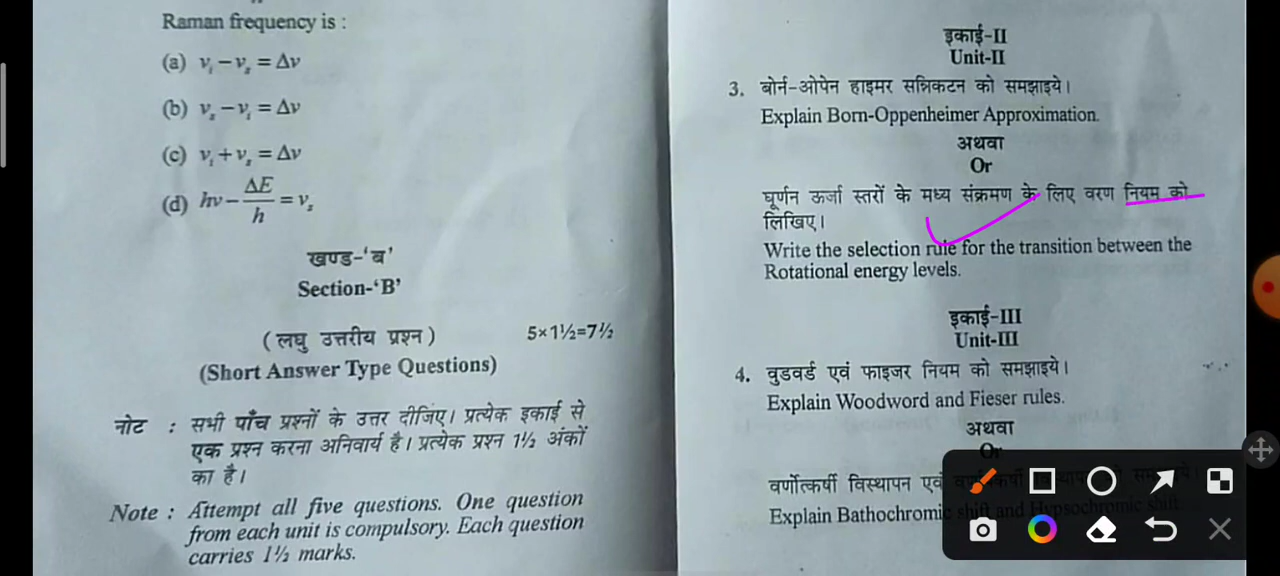 Raman frequency is :
(a) νᵢ – νₛ = Δν
(b) νₛ – νᵢ = Δν
(c) νᵢ + νₛ = Δν
(d) hν – ΔE/h = νₛ
खण्ड-‘ब’
Section-‘B’
(लघु उत्तरीय प्रश्न) 5×1½=7½
(Short Answer Type Questions)
नोट : सभी पाँच प्रश्नों के उत्तर दीजिए। प्रत्येक इकाई से
एक प्रश्न करना अनिवार्य है। प्रत्येक प्रश्न 1½ अंकों
का है।
Note : Attempt all five questions. One question
from each unit is compulsory. Each question
carries 1½ marks.
इकाई-II
Unit-II
3. बोर्न-ओपेन हाइमर सन्निकटन को समझाइये।
Explain Born-Oppenheimer Approximation.
अथवा
Or
घूर्णन ऊर्जा स्तरों के मध्य संक्रमण के लिए वरण नियम को
लिखिए।
Write the selection rule for the transition between the
Rotational energy levels.
इकाई-III
Unit-III
4. वुडवर्ड एवं फाइजर नियम को समझाइये।
Explain Woodword and Fieser rules.
अथवा
Or
वर्णोत्कर्षी विस्थापन एवं
Explain Bathochromic shift and Hypsochromic shift